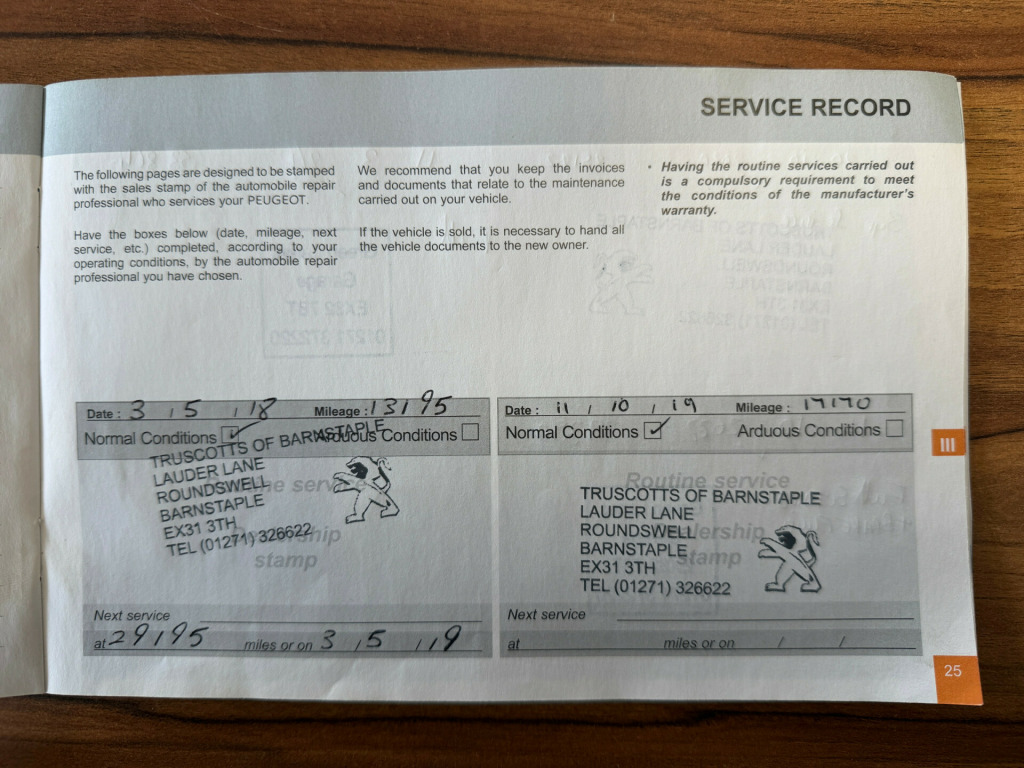 SERVICE RECORD
The following pages are designed to be stamped
with the sales stamp of the automobile repair
professional who services your PEUGEOT.
Have the boxes below (date, mileage, next
service, etc.) completed, according to your
operating conditions, by the automobile repair
professional you have chosen.
We recommend that you keep the invoices
and documents that relate to the maintenance
carried out on your vehicle.
If the vehicle is sold, it is necessary to hand all
the vehicle documents to the new owner.
• Having the routine services carried out
is a compulsory requirement to meet
the conditions of the manufacturer's
warranty.
Date : 3 / 5 / 18 Mileage : 13195
Normal Conditions Arduous Conditions
TRUSCOTTS OF BARNSTAPLE
LAUDER LANE
ROUNDSWELL
BARNSTAPLE
EX31 3TH
TEL (01271) 326622
stamp
Next service
at 29195 miles or on 3 / 5 / 19
Date : 11 / 10 / 19 Mileage : 17170
Normal Conditions Arduous Conditions
Routine service
TRUSCOTTS OF BARNSTAPLE
LAUDER LANE
ROUNDSWELL
BARNSTAPLE
stamp
EX31 3TH
TEL (01271) 326622
Next service
at miles or on / /
III
25